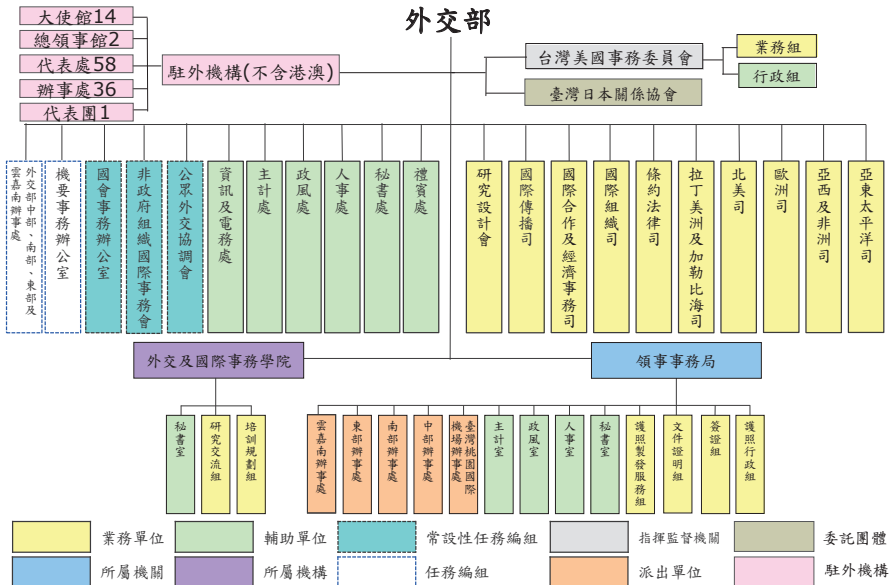 外交部
大使館14
總領事館2
代表處58
辦事處36
代表團1
駐外機構(不含港澳)
台灣美國事務委員會
業務組
行政組
臺灣日本關係協會
外交部中部、南部、東部及
雲嘉南辦事處
機要事務辦公室
國會事務辦公室
非政府組織國際事務會
公眾外交協調會
資訊及電務處
主計處
政風處
人事處
秘書處
禮賓處
研究設計會
國際傳播司
國際合作及經濟事務司
國際組織司
條約法律司
拉丁美洲及加勒比海司
北美司
歐洲司
亞西及非洲司
亞東太平洋司
外交及國際事務學院
領事事務局
秘書室
研究交流組
培訓規劃組
雲嘉南辦事處
東部辦事處
南部辦事處
中部辦事處
臺灣桃園國際
機場辦事處
主計室
政風室
人事室
秘書室
護照製發服務組
文件證明組
簽證組
護照行政組
業務單位
輔助單位
常設性任務編組
指揮監督機關
委託團體
所屬機關
所屬機構
任務編組
派出單位
駐外機構